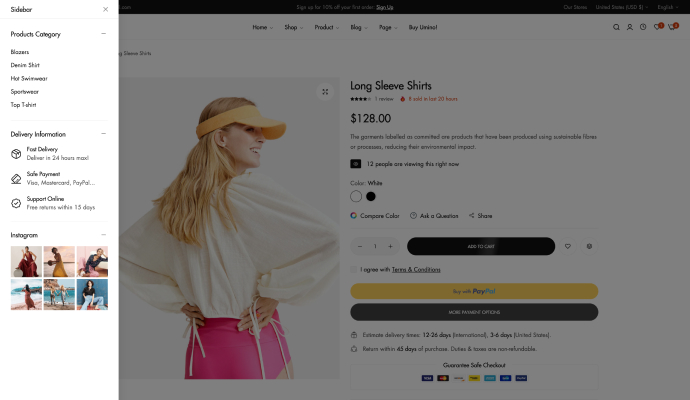 Sidebar
Products Category
Blazers
Denim Shirt
Hot Swimwear
Sportswear
Top T-shirt
Delivery Information
Fast Delivery
Deliver in 24 hours max!
Safe Payment
Visa, Mastercard, PayPal...
Support Online
Free returns within 15 days
Instagram
.com
Sign up for 10% off your first order. Sign Up
Our Stores
United States (USD $)
English
Home
Shop
Product
Blog
Page
Buy Umino!
Sleeve Shirts
Long Sleeve Shirts
1 review
8 sold in last 20 hours
$128.00
The garments labelled as committed are products that have been produced using sustainable fibres
or processes, reducing their environmental impact.
12 people are viewing this right now
Color: White
Compare Color
Ask a Question
Share
1
ADD TO CART
I agree with Terms & Conditions
Buy with PayPal
MORE PAYMENT OPTIONS
Estimate delivery times: 12-26 days (International), 3-6 days (United States).
Return within 45 days of purchase. Duties & taxes are non-refundable.
Guarantee Safe Checkout